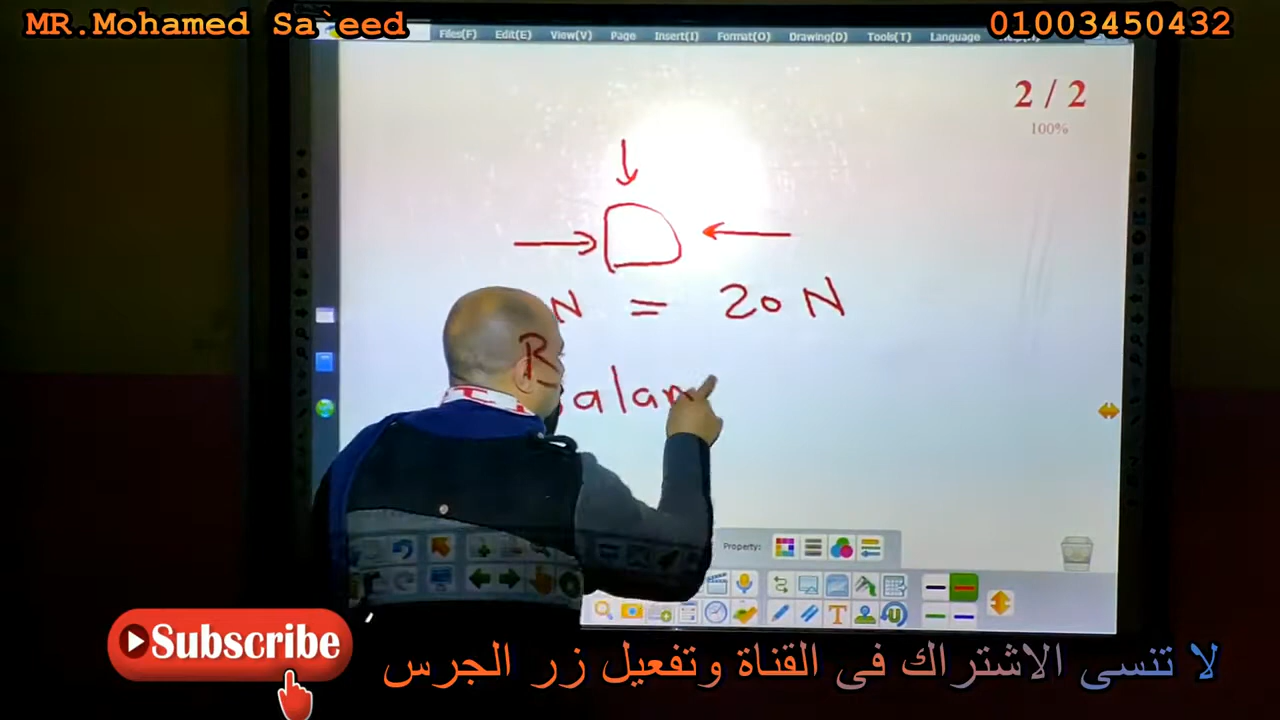 MR.Mohamed Sa`eed
01003450432
Files(F) Edit(E) View(V) Page Insert(I) Format(O) Drawing(D) Tools(T) Language
2 / 2
100%
N = 20 N
Property:
Subscribe
لا تنسى الاشتراك فى القناة وتفعيل زر الجرس